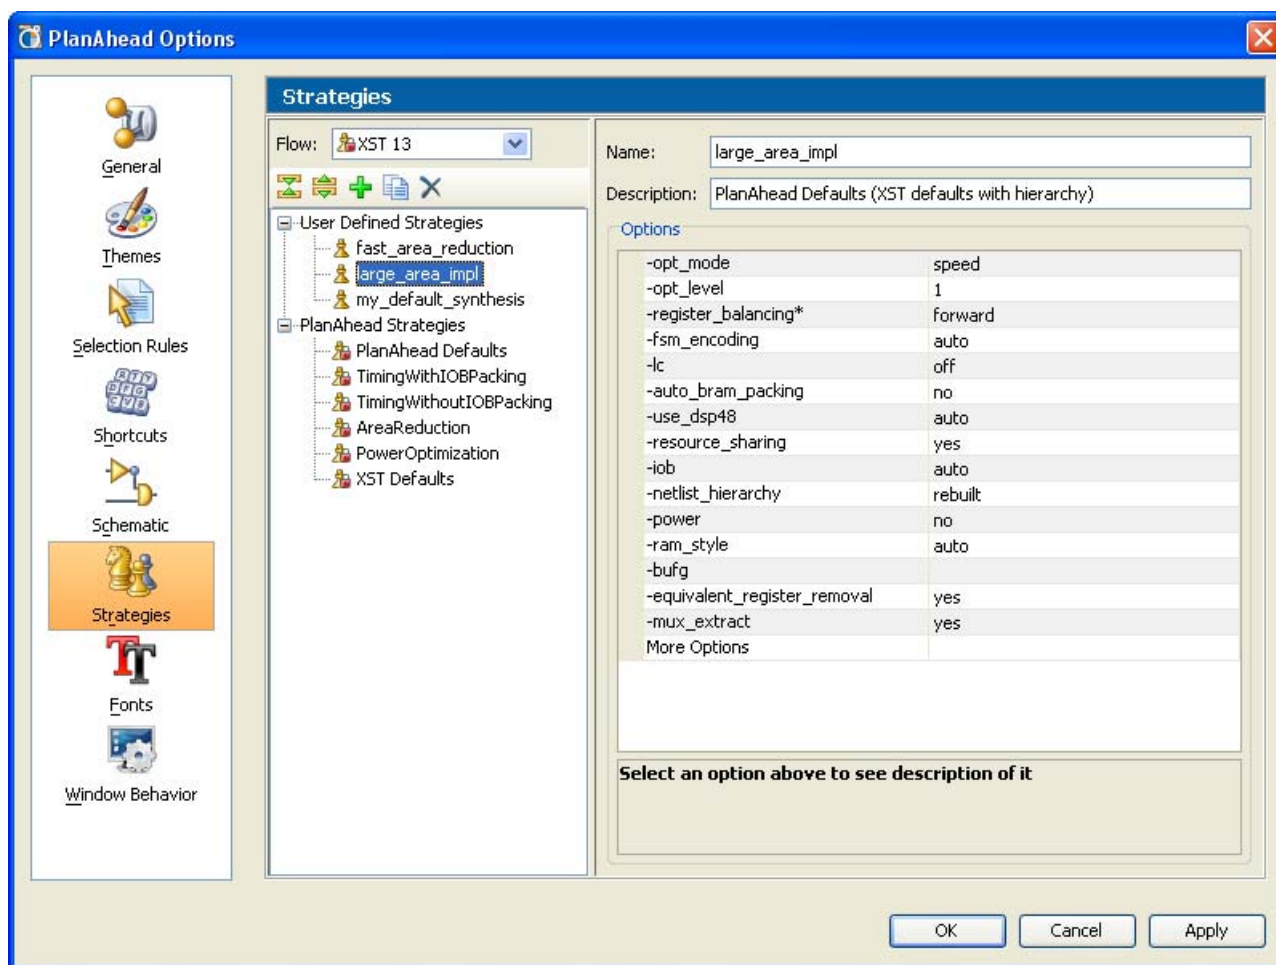 PlanAhead Options
General
Themes
Selection Rules
Shortcuts
Schematic
Strategies
Fonts
Window Behavior
Strategies
Flow: XST 13
User Defined Strategies
fast_area_reduction
large_area_impl
my_default_synthesis
PlanAhead Strategies
PlanAhead Defaults
TimingWithIOBPacking
TimingWithoutIOBPacking
AreaReduction
PowerOptimization
XST Defaults
Name: large_area_impl
Description: PlanAhead Defaults (XST defaults with hierarchy)
Options
-opt_mode speed
-opt_level 1
-register_balancing* forward
-fsm_encoding auto
-lc off
-auto_bram_packing no
-use_dsp48 auto
-resource_sharing yes
-iob auto
-netlist_hierarchy rebuilt
-power no
-ram_style auto
-bufg
-equivalent_register_removal yes
-mux_extract yes
More Options
Select an option above to see description of it
OK Cancel Apply